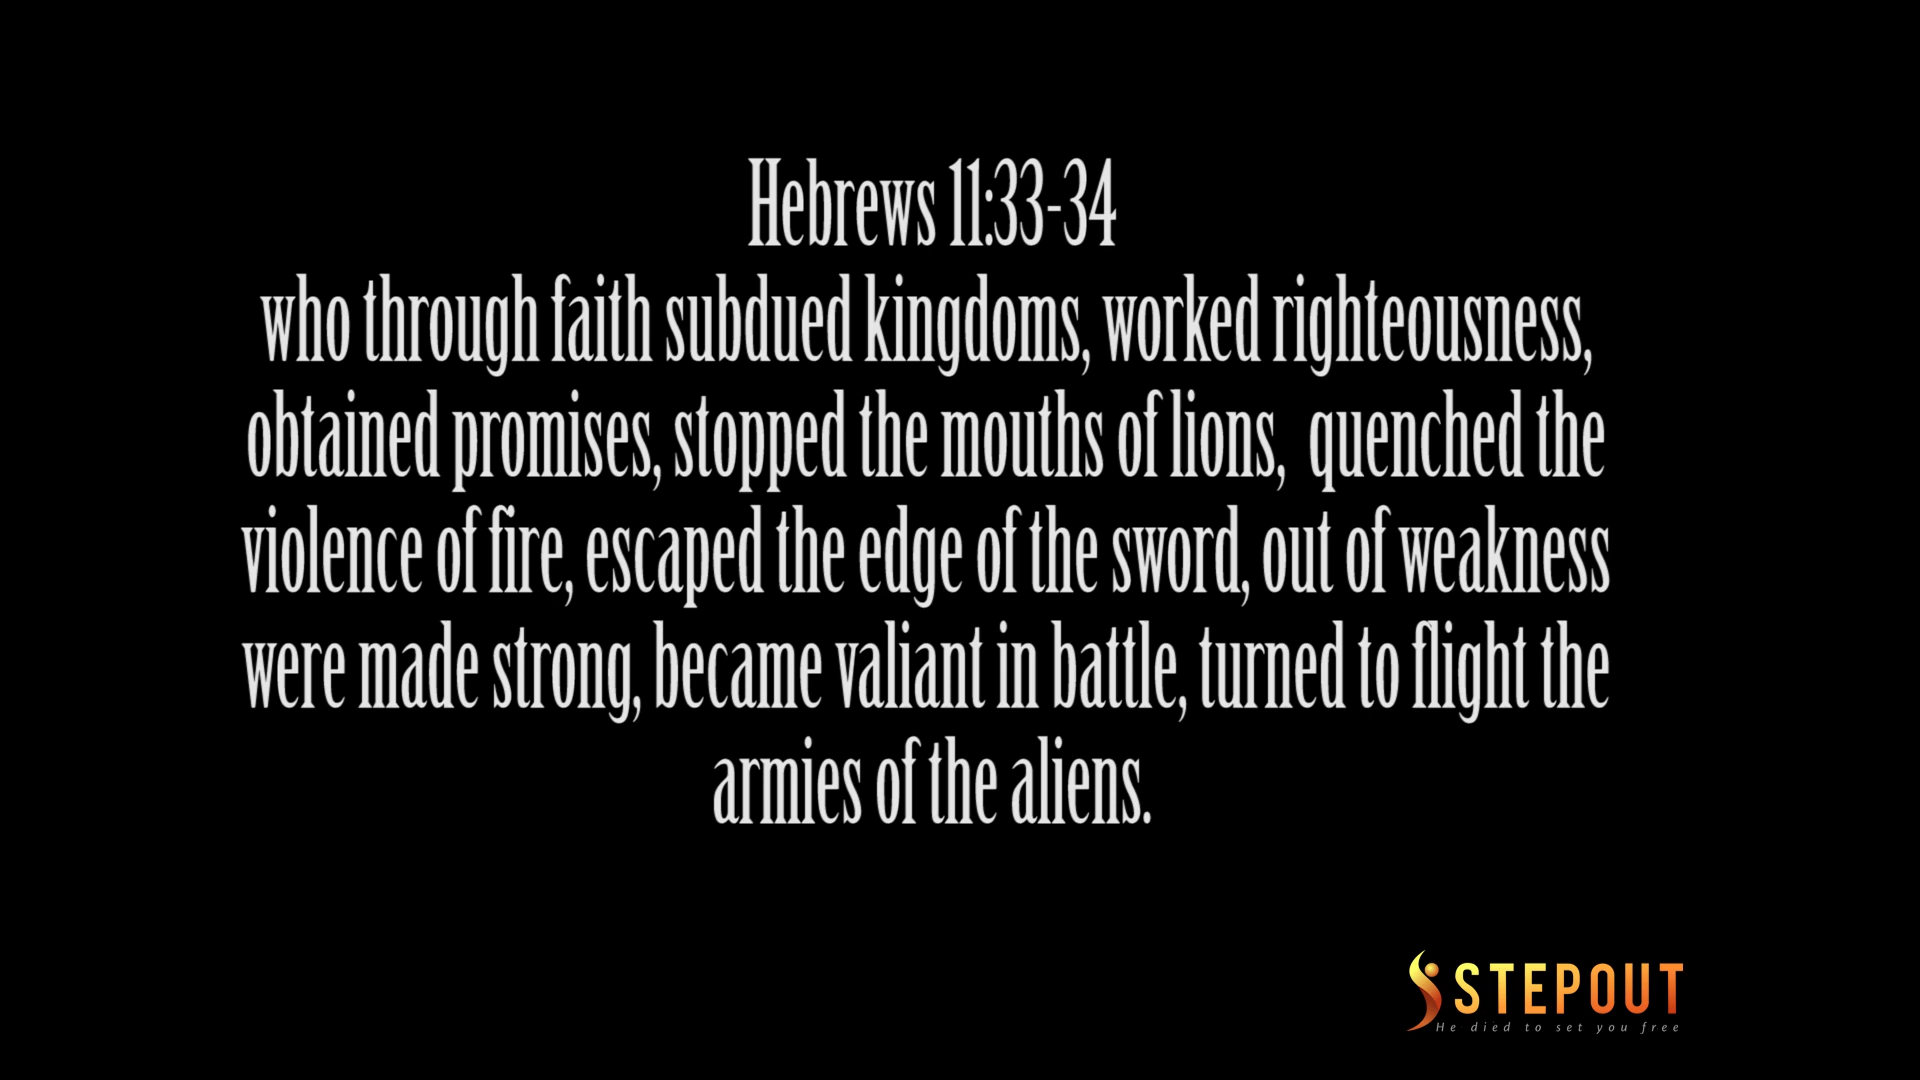 Hebrews 11:33-34
who through faith subdued kingdoms, worked righteousness,
obtained promises, stopped the mouths of lions,  quenched the
violence of fire, escaped the edge of the sword, out of weakness
were made strong, became valiant in battle, turned to flight the
armies of the aliens.
STEPOUT
He died to set you free